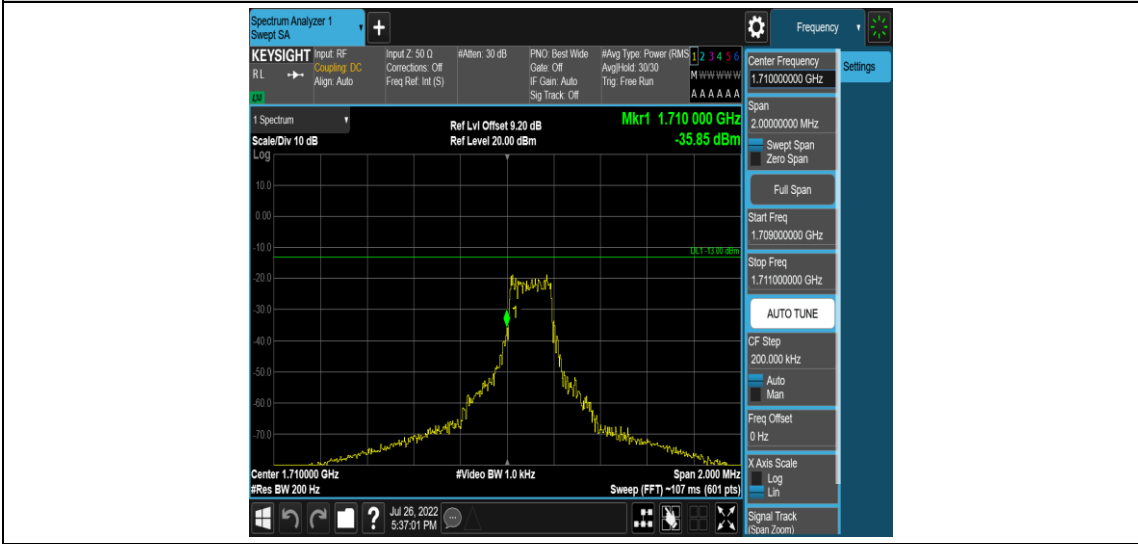 Spectrum Analyzer 1
Swept SA
+
Frequency
KEYSIGHT
RL
Input: RF
Coupling: DC
Align: Auto
Input Z: 50 Ω
Corrections: Off
Freq Ref: Int (S)
#Atten: 30 dB
PNO: Best Wide
Gate: Off
IF Gain: Auto
Sig Track: Off
#Avg Type: Power (RMS
Avg|Hold: 30/30
Trig: Free Run
1 2 3 4 5 6
M W W W W W
A A A A A A
1 Spectrum
Scale/Div 10 dB
Log
Ref Lvl Offset 9.20 dB
Ref Level 20.00 dBm
Mkr1 1.710 000 GHz
-35.85 dBm
10.0
0.00
-10.0
DL1 -13.00 dBm
-20.0
-30.0
1
-40.0
-50.0
-60.0
-70.0
Center 1.710000 GHz
#Res BW 200 Hz
#Video BW 1.0 kHz
Span 2.000 MHz
Sweep (FFT) ~107 ms (601 pts)
?
Jul 26, 2022
5:37:01 PM
Center Frequency
1.710000000 GHz
Settings
Span
2.00000000 MHz
Swept Span
Zero Span
Full Span
Start Freq
1.709000000 GHz
Stop Freq
1.711000000 GHz
AUTO TUNE
CF Step
200.000 kHz
Auto
Man
Freq Offset
0 Hz
X Axis Scale
Log
Lin
Signal Track
(Span Zoom)